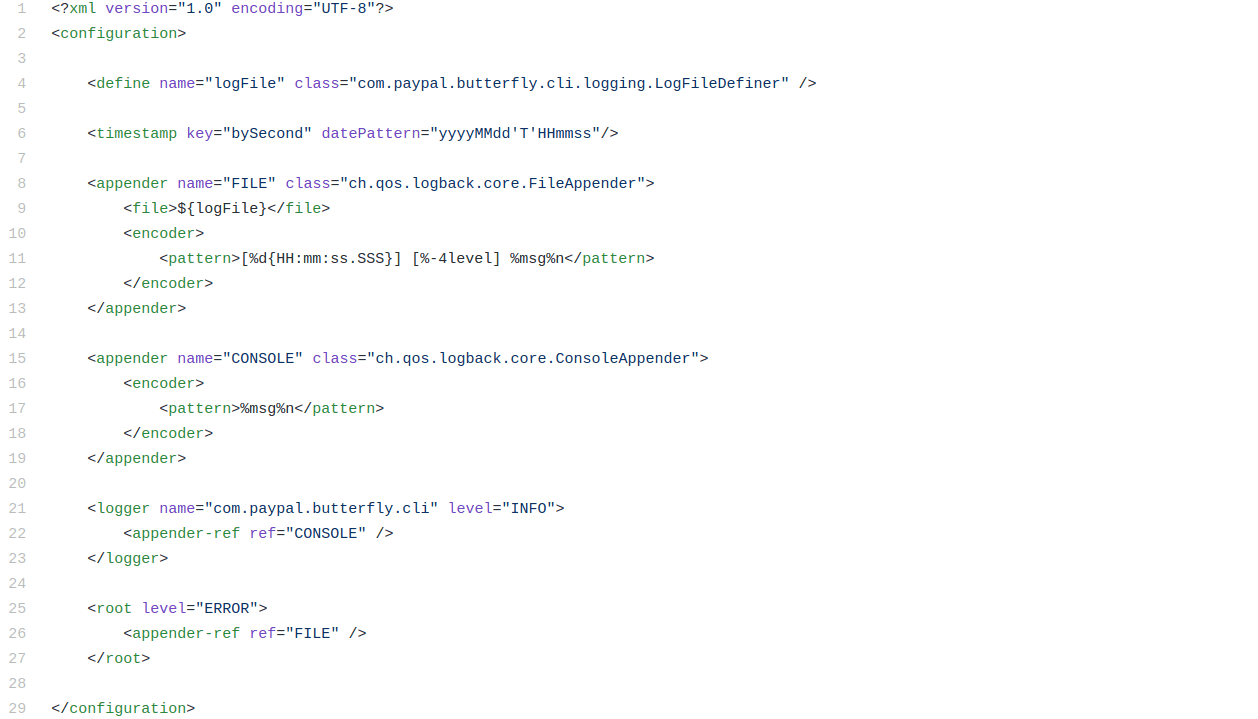 1 <?xml version="1.0" encoding="UTF-8"?>
2 <configuration>
3
4     <define name="logFile" class="com.paypal.butterfly.cli.logging.LogFileDefiner" />
5
6     <timestamp key="bySecond" datePattern="yyyyMMdd'T'HHmmss"/>
7
8     <appender name="FILE" class="ch.qos.logback.core.FileAppender">
9         <file>${logFile}</file>
10         <encoder>
11             <pattern>[%d{HH:mm:ss.SSS}] [%-4level] %msg%n</pattern>
12         </encoder>
13     </appender>
14
15     <appender name="CONSOLE" class="ch.qos.logback.core.ConsoleAppender">
16         <encoder>
17             <pattern>%msg%n</pattern>
18         </encoder>
19     </appender>
20
21     <logger name="com.paypal.butterfly.cli" level="INFO">
22         <appender-ref ref="CONSOLE" />
23     </logger>
24
25     <root level="ERROR">
26         <appender-ref ref="FILE" />
27     </root>
28
29 </configuration>